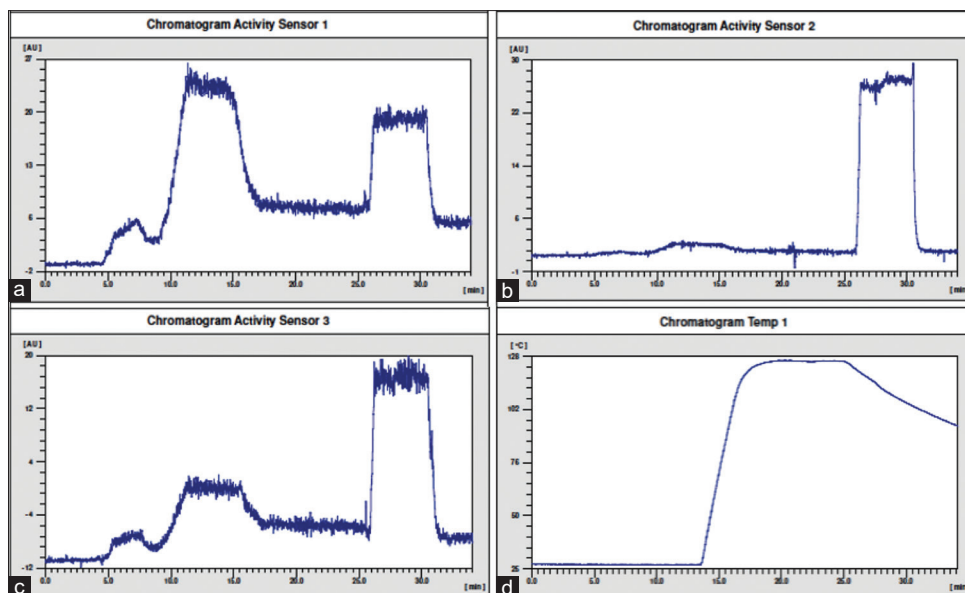 Chromatogram Activity Sensor 1
[AU]
27
20
13
6
-2
0.0 5.0 10.0 15.0 20.0 25.0 30.0
[min]
a
Chromatogram Activity Sensor 2
[AU]
30
22
14
6
-1
0.0 5.0 10.0 15.0 20.0 25.0 30.0
[min]
b
Chromatogram Activity Sensor 3
[AU]
20
12
4
-4
-12
0.0 5.0 10.0 15.0 20.0 25.0 30.0
[min]
c
Chromatogram Temp 1
[°C]
128
102
76
50
25
0.0 5.0 10.0 15.0 20.0 25.0 30.0
[min]
d